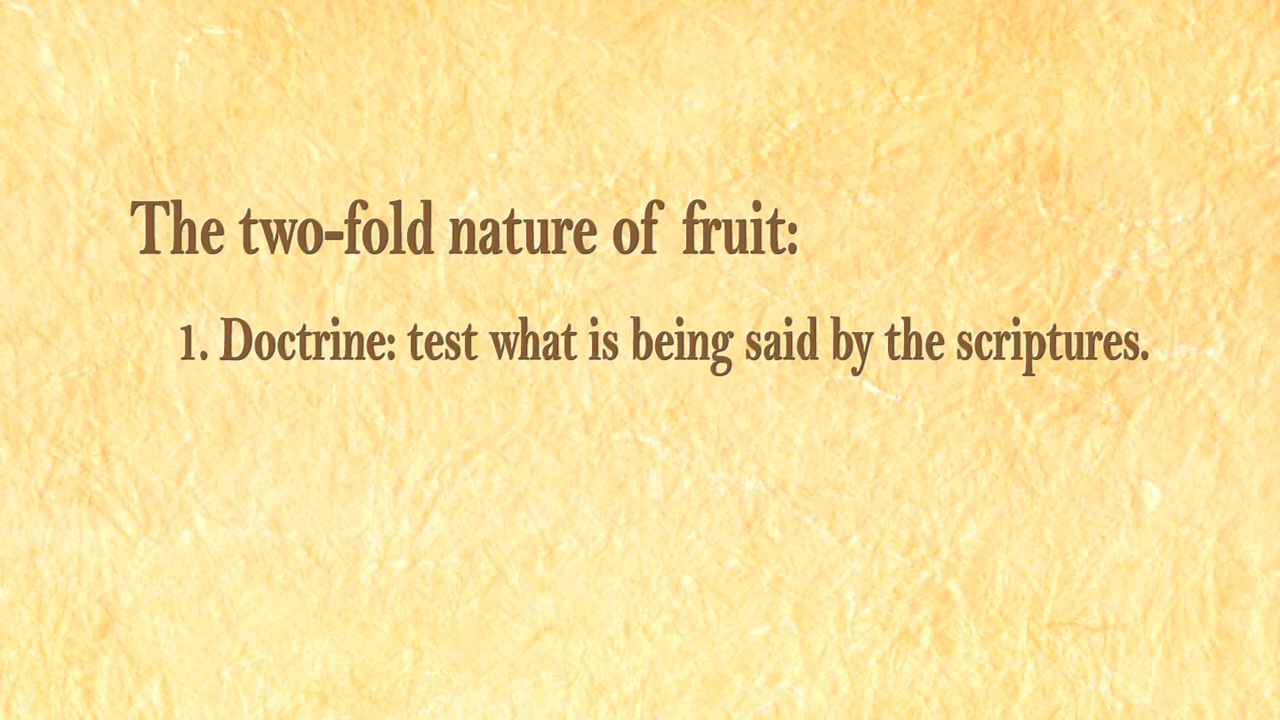 The two-fold nature of fruit:
1. Doctrine: test what is being said by the scriptures.